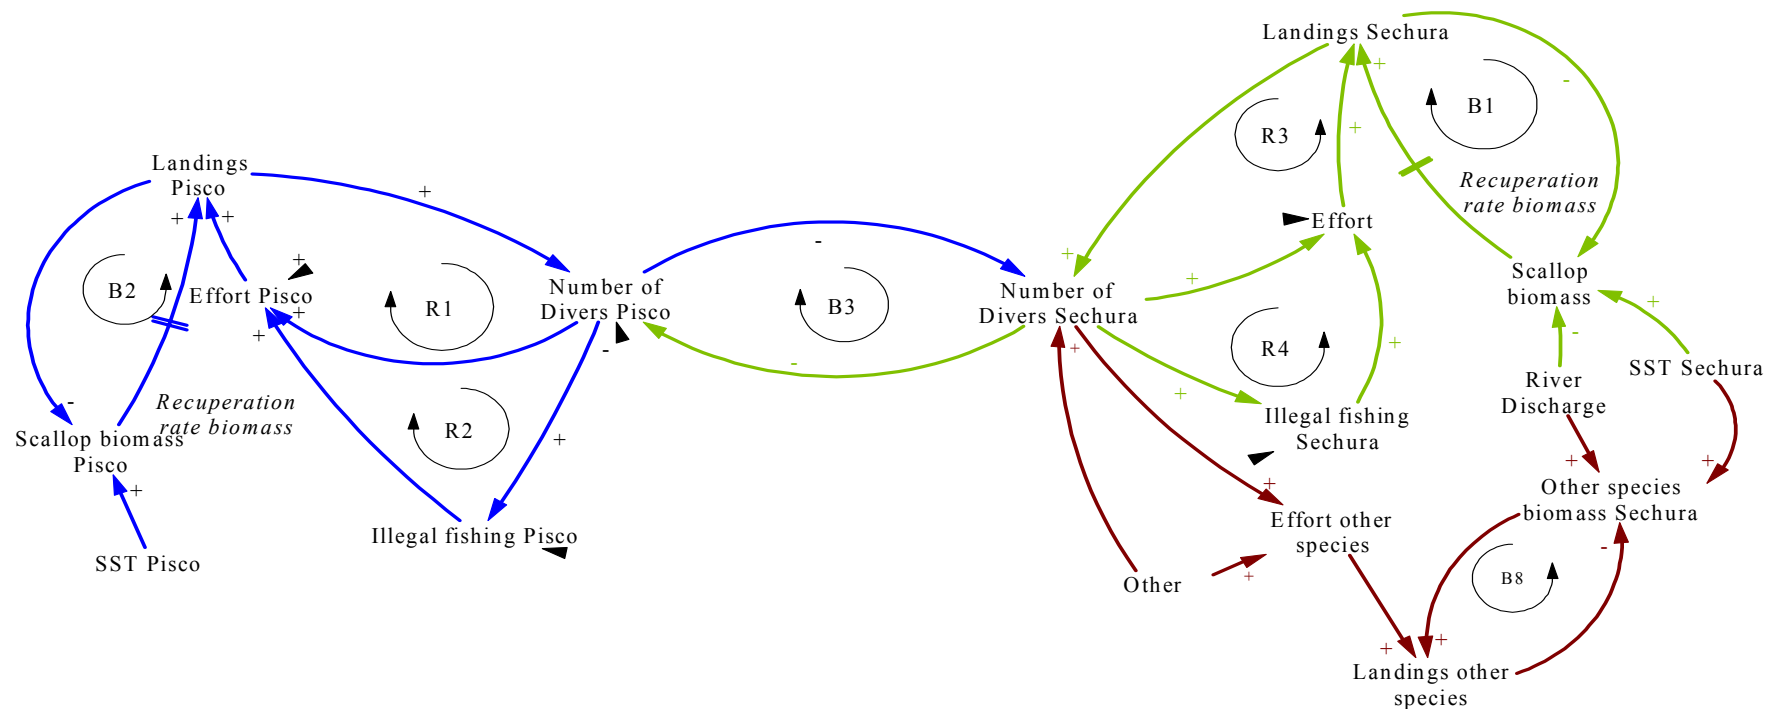 Landings Sechura
+
-
B1
R3
+
Recuperation
rate biomass
Landings
Pisco
+
+
+
-
Effort
+
+
+
B2
Effort Pisco
+
+
R1
Number of
Divers Pisco
-
B3
Number of
Divers Sechura
+
R4
+
Scallop
biomass
+
-
SST Sechura
River
Discharge
-
+
+
Illegal fishing
Sechura
-
Recuperation
rate biomass
R2
+
Scallop biomass
Pisco
+
+
+
Other species
biomass Sechura
+
Illegal fishing Pisco
SST Pisco
Effort other
species
-
B8
Other
+
+
+
Landings other
species